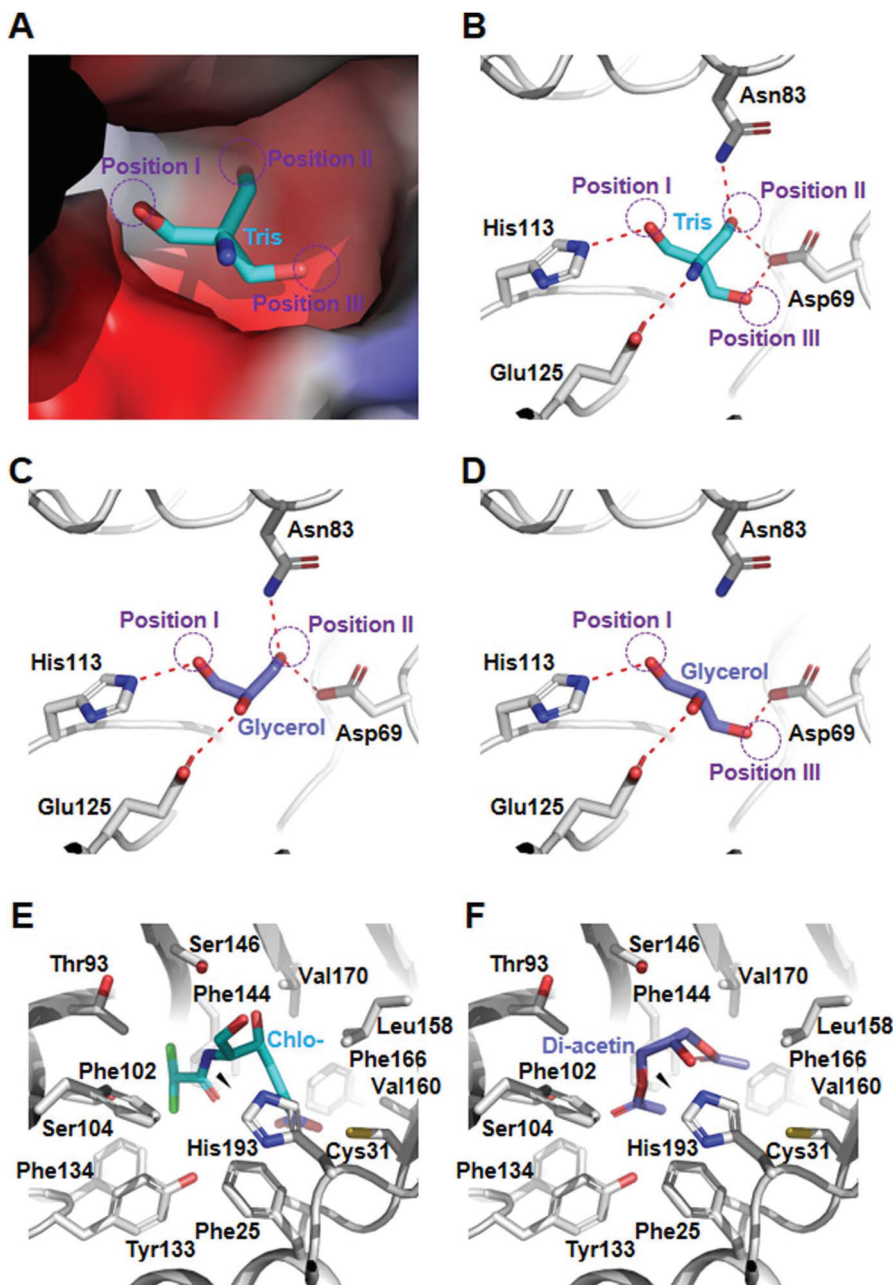 A
Position I
Position II
Tris
Position III
B
Asn83
Position I
Position II
His113
Tris
Asp69
Position III
Glu125
C
Asn83
Position I
Position II
His113
Glycerol
Asp69
Glu125
D
Asn83
Position I
His113
Glycerol
Asp69
Position III
Glu125
E
Ser146
Thr93
Val170
Phe144
Leu158
Chlo-
Phe166
Phe102
Val160
Ser104
His193
Cys31
Phe134
Phe25
Tyr133
F
Ser146
Thr93
Val170
Phe144
Leu158
Di-acetin
Phe166
Phe102
Val160
Ser104
His193
Cys31
Phe134
Phe25
Tyr133